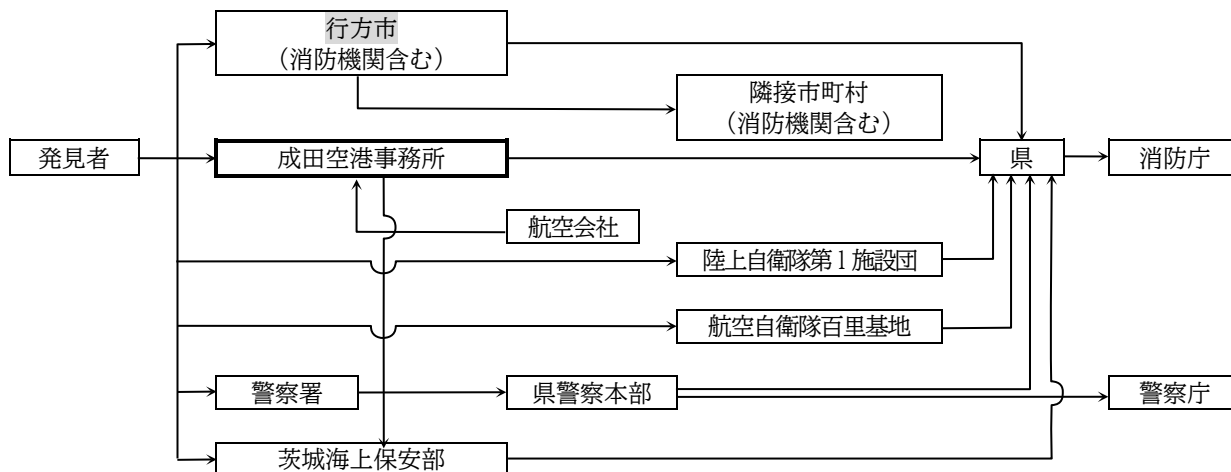 行方市
（消防機関含む）
隣接市町村
（消防機関含む）
発見者
成田空港事務所
県
消防庁
航空会社
陸上自衛隊第１施設団
航空自衛隊百里基地
警察署
県警察本部
警察庁
茨城海上保安部